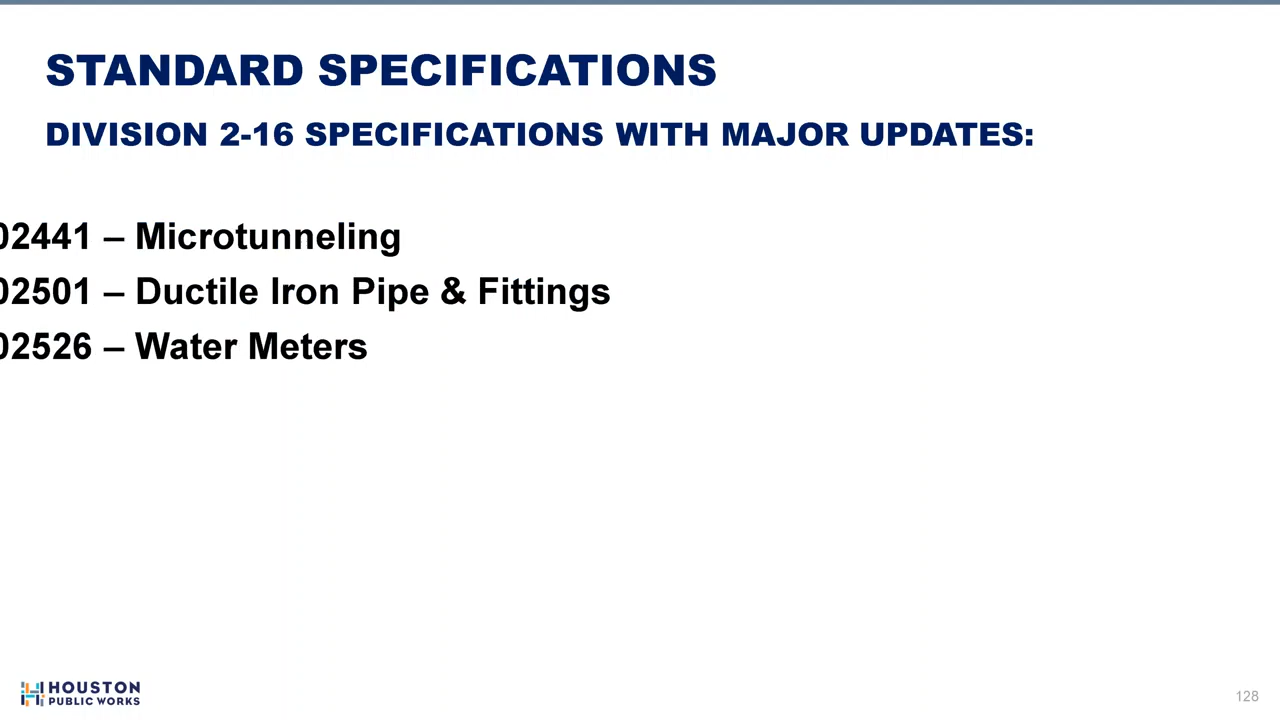 STANDARD SPECIFICATIONS
DIVISION 2-16 SPECIFICATIONS WITH MAJOR UPDATES:
02441 – Microtunneling
02501 – Ductile Iron Pipe & Fittings
02526 – Water Meters
HOUSTON
PUBLIC WORKS
128